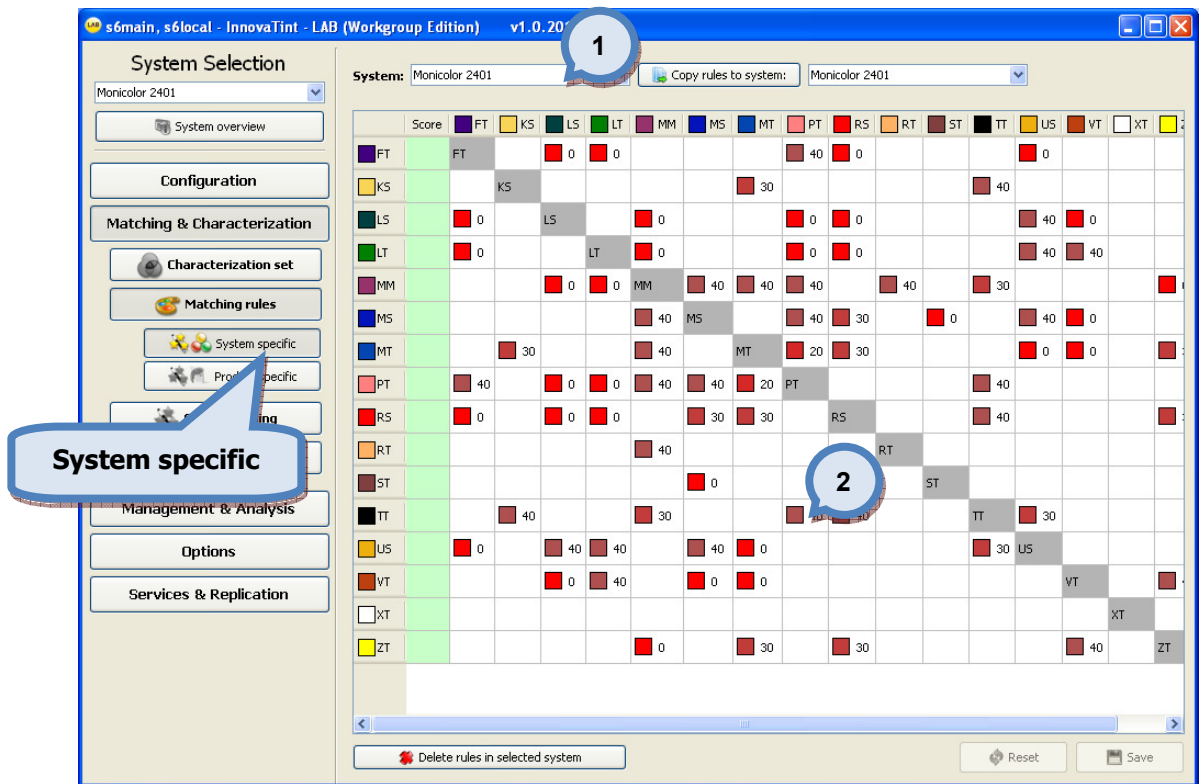 s6main, s6local - InnovaTint - LAB (Workgroup Edition) v1.0.20
1
System Selection
Monicolor 2401
System overview
Configuration
Matching & Characterization
Characterization set
Matching rules
System specific
Specific
System specific
Management & Analysis
Options
Services & Replication
System: Monicolor 2401 Copy rules to system: Monicolor 2401
Score FT KS LS LT MM MS MT PT RS RT ST TT US VT XT
FT FT 0 0 40 0 0
KS KS 30 40
LS 0 LS 0 0 0 40 0
LT 0 LT 0 0 0 40 40
MM 0 0 MM 40 40 40 40 30
MS 40 MS 40 30 0 40 0
MT 30 40 MT 20 30 0 0
PT 40 0 0 40 40 20 PT 40
RS 0 0 0 30 30 RS 40
RT 40 RT
2
ST 0 ST
TT 40 30 TT 30
US 0 40 40 40 0 30 US
VT 0 40 0 0 VT
XT XT
ZT 0 30 30 40 ZT
Delete rules in selected system Reset Save